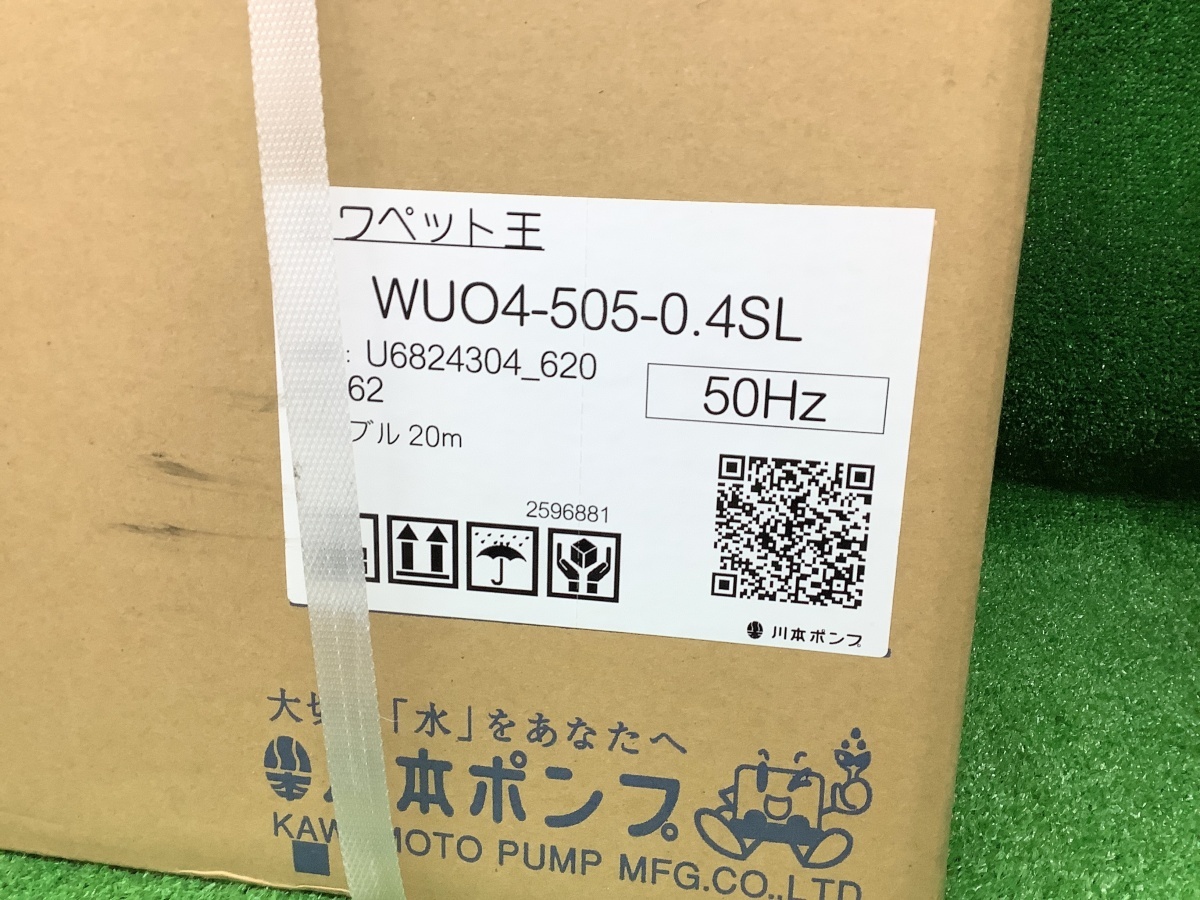 ワペット王
WUO4-505-0.4SL
: U6824304_620
62
50Hz
ブル 20m
2596881
川本ポンプ
大切「水」をあなたへ
本ポンプ
KAW MOTO PUMP MFG.CO.,LTD